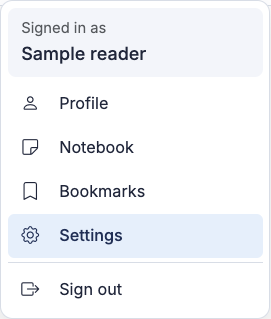 Signed in as
Sample reader
Profile
Notebook
Bookmarks
Settings
Sign out